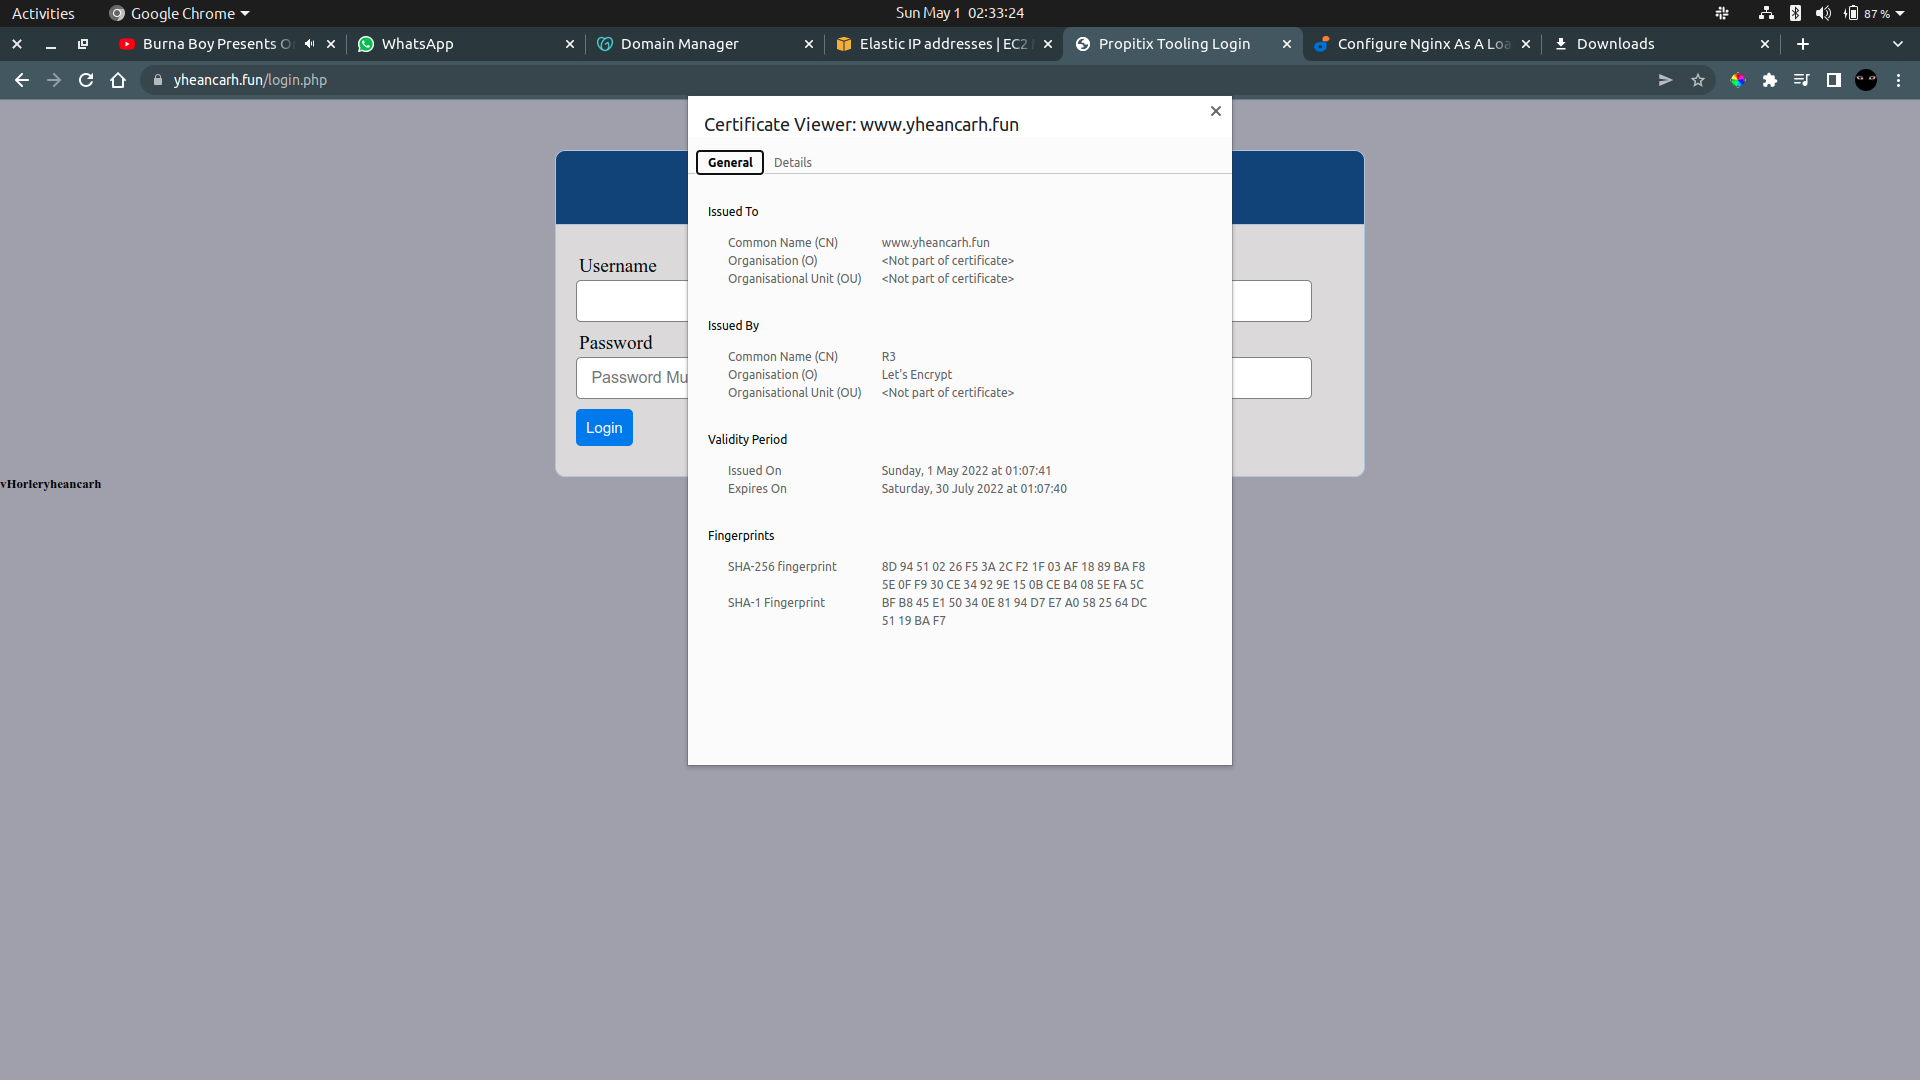 Activities
Google Chrome
Sun May 1 02:33:24
87 %
Burna Boy Presents O
WhatsApp
Domain Manager
Elastic IP addresses | EC2
Propitix Tooling Login
Configure Nginx As A Loa
Downloads
yheancarh.fun/login.php
Certificate Viewer: www.yheancarh.fun
General
Details
Issued To
Common Name (CN) www.yheancarh.fun
Organisation (O) <Not part of certificate>
Organisational Unit (OU) <Not part of certificate>
Issued By
Common Name (CN) R3
Organisation (O) Let's Encrypt
Organisational Unit (OU) <Not part of certificate>
Validity Period
Issued On Sunday, 1 May 2022 at 01:07:41
Expires On Saturday, 30 July 2022 at 01:07:40
Fingerprints
SHA-256 fingerprint 8D 94 51 02 26 F5 3A 2C F2 1F 03 AF 18 89 BA F8
5E 0F F9 30 CE 34 92 9E 15 0B CE B4 08 5E FA 5C
SHA-1 Fingerprint BF B8 45 E1 50 34 0E 81 94 D7 E7 A0 58 25 64 DC
51 19 BA F7
Username
Password
Password Mu
Login
vHorleryheancarh